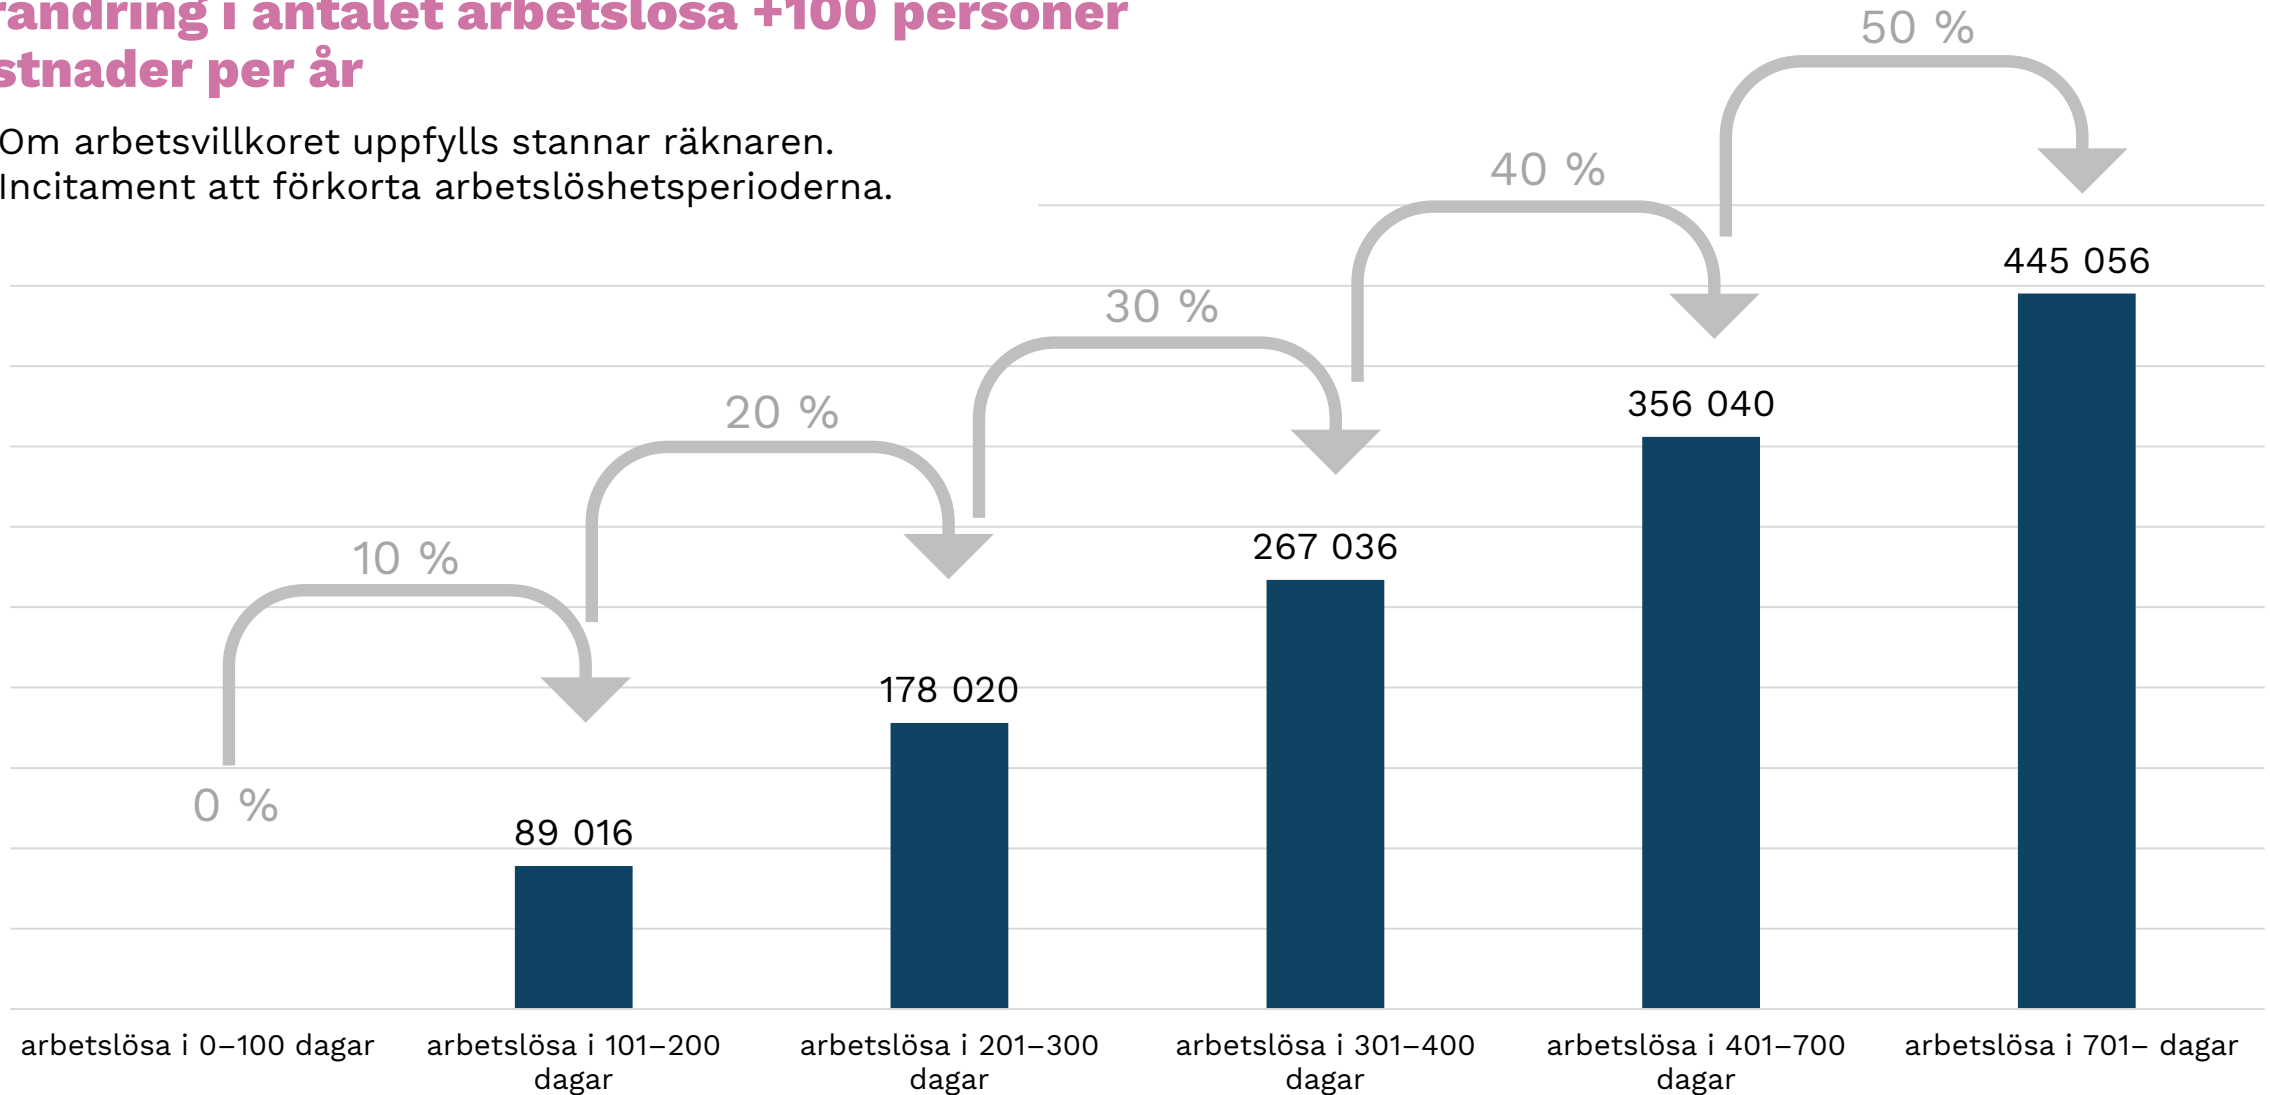 rändring i antalet arbetslösa +100 personer
stnader per år
Om arbetsvillkoret uppfylls stannar räknaren.
Incitament att förkorta arbetslöshetsperioderna.
50 %
40 %
30 %
20 %
10 %
0 %
445 056
356 040
267 036
178 020
89 016
arbetslösa i 0–100 dagar
arbetslösa i 101–200
dagar
arbetslösa i 201–300
dagar
arbetslösa i 301–400
dagar
arbetslösa i 401–700
dagar
arbetslösa i 701– dagar